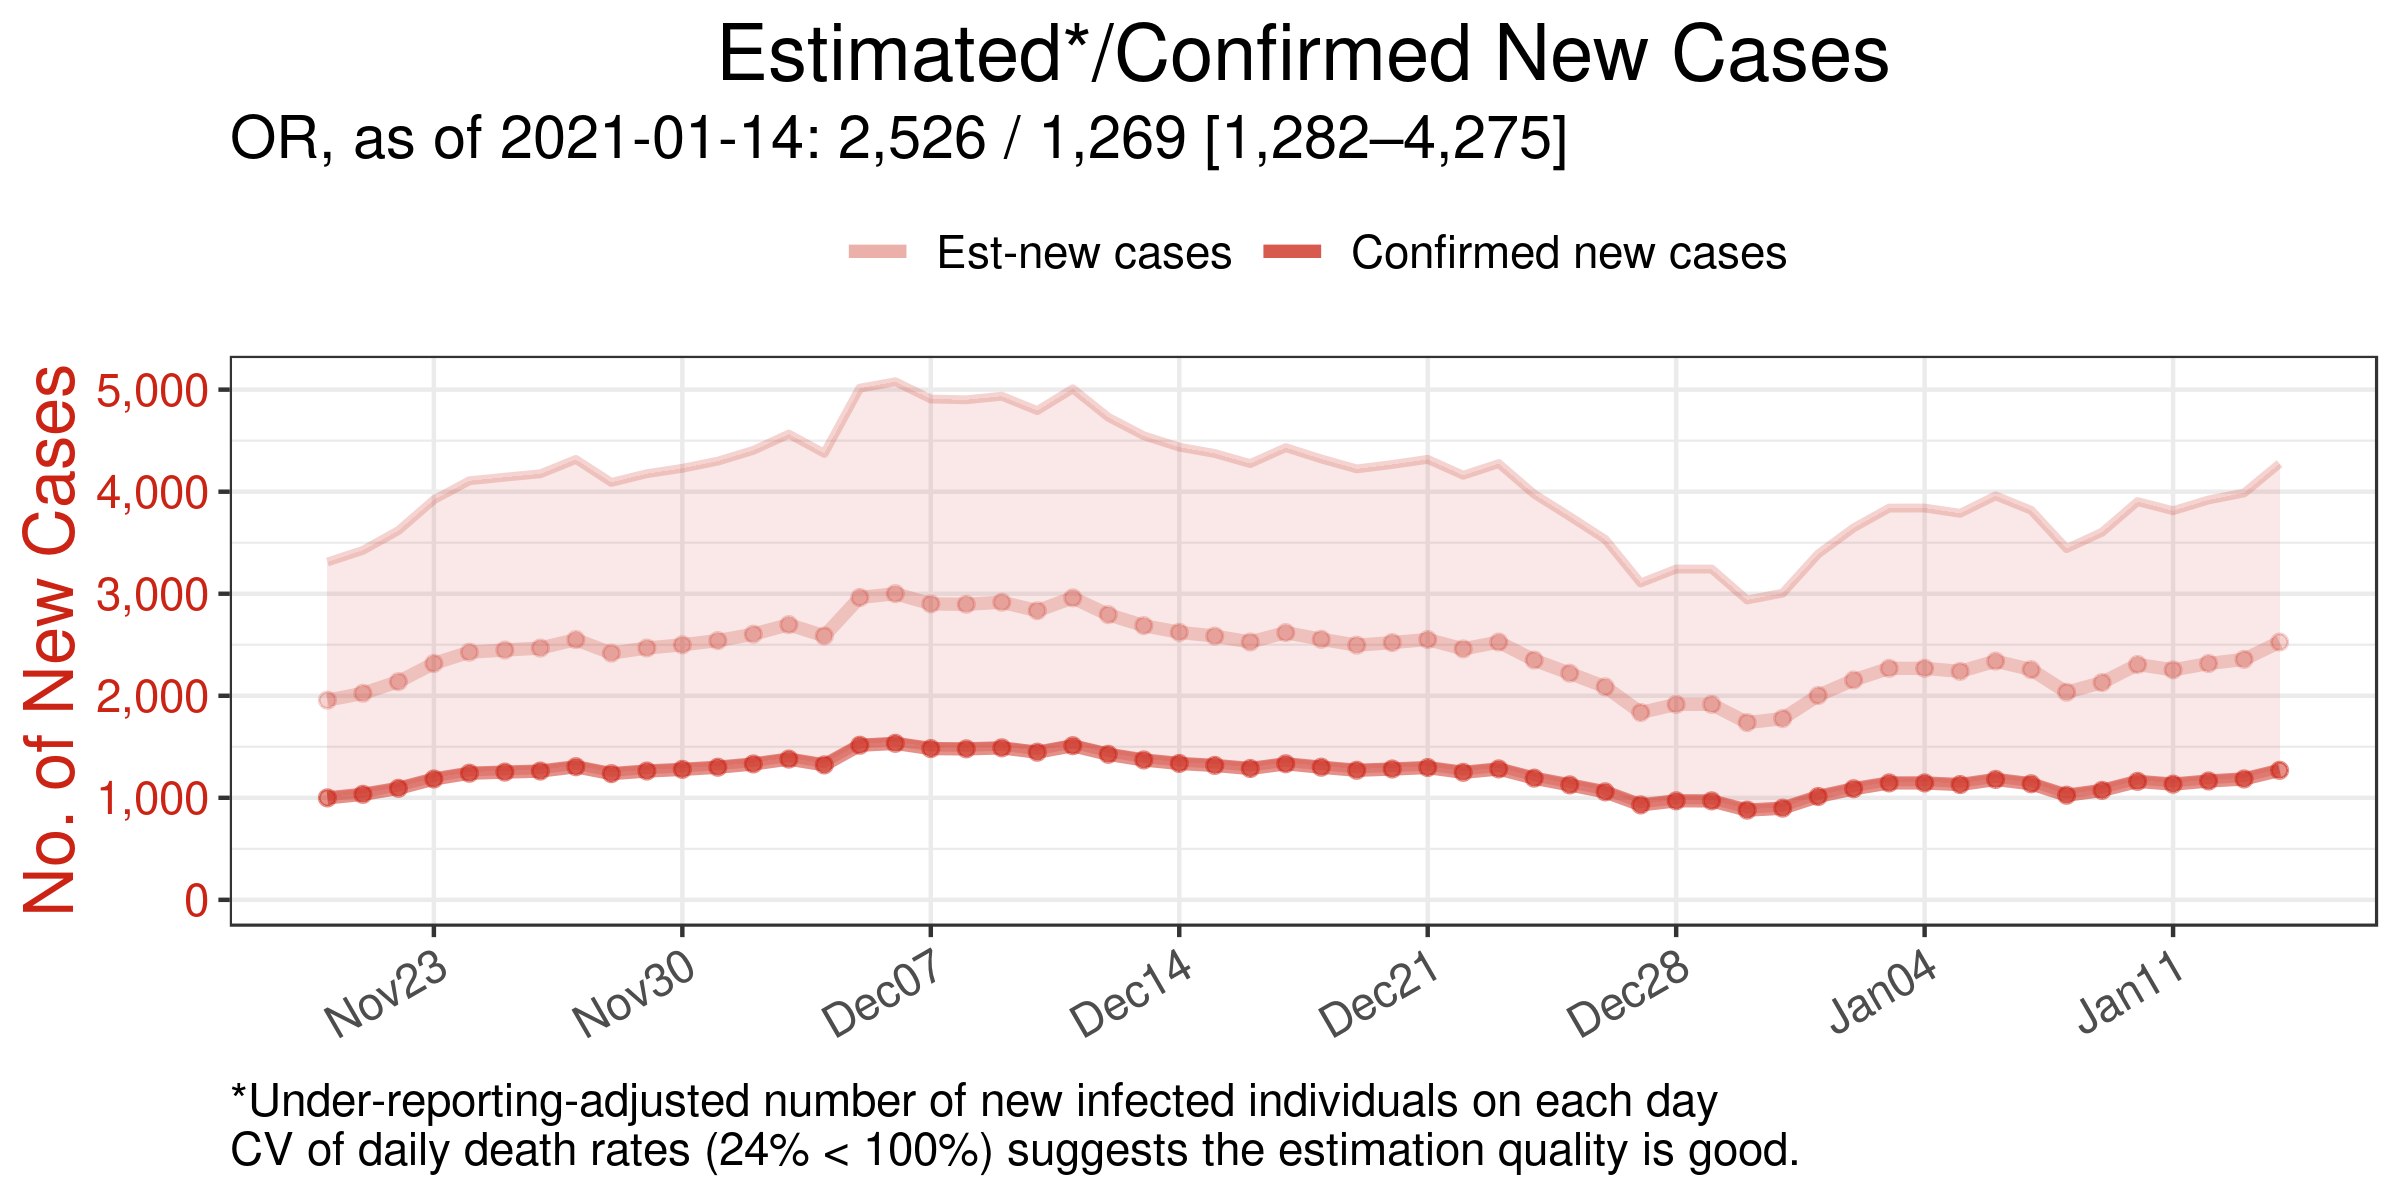 Estimated*/Confirmed New Cases
OR, as of 2021-01-14: 2,526 / 1,269 [1,282–4,275]
Est-new cases
Confirmed new cases
No. of New Cases
5,000
4,000
3,000
2,000
1,000
0
Nov23
Nov30
Dec07
Dec14
Dec21
Dec28
Jan04
Jan11
*Under-reporting-adjusted number of new infected individuals on each day
CV of daily death rates (24% < 100%) suggests the estimation quality is good.